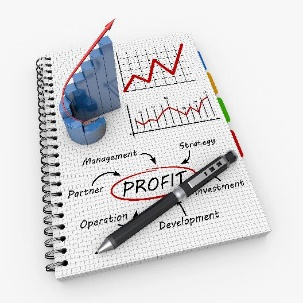 Management
Strategy
Partner
PROFIT
Investment
Operation
Development